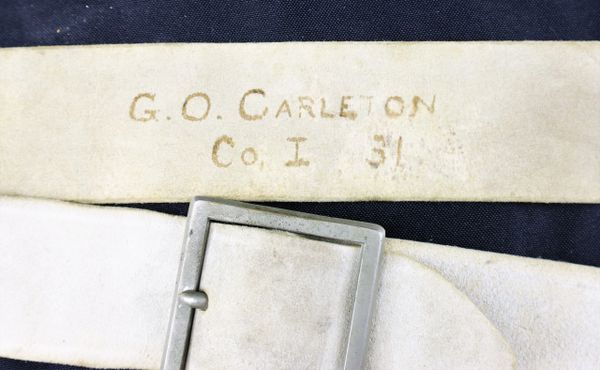 G. O. CARLETON
Co. I 31